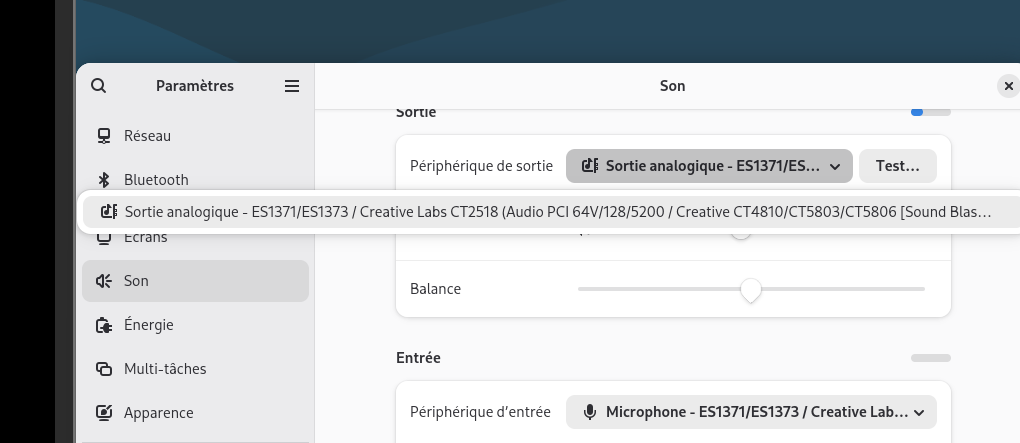 Paramètres
Son
Réseau
Bluetooth
Écrans
Son
Énergie
Multi-tâches
Apparence
Sortie
Périphérique de sortie
Sortie analogique - ES1371/ES...
Test...
Sortie analogique - ES1371/ES1373 / Creative Labs CT2518 (Audio PCI 64V/128/5200 / Creative CT4810/CT5803/CT5806 [Sound Blas...
Balance
Entrée
Périphérique d'entrée
Microphone - ES1371/ES1373 / Creative Lab...